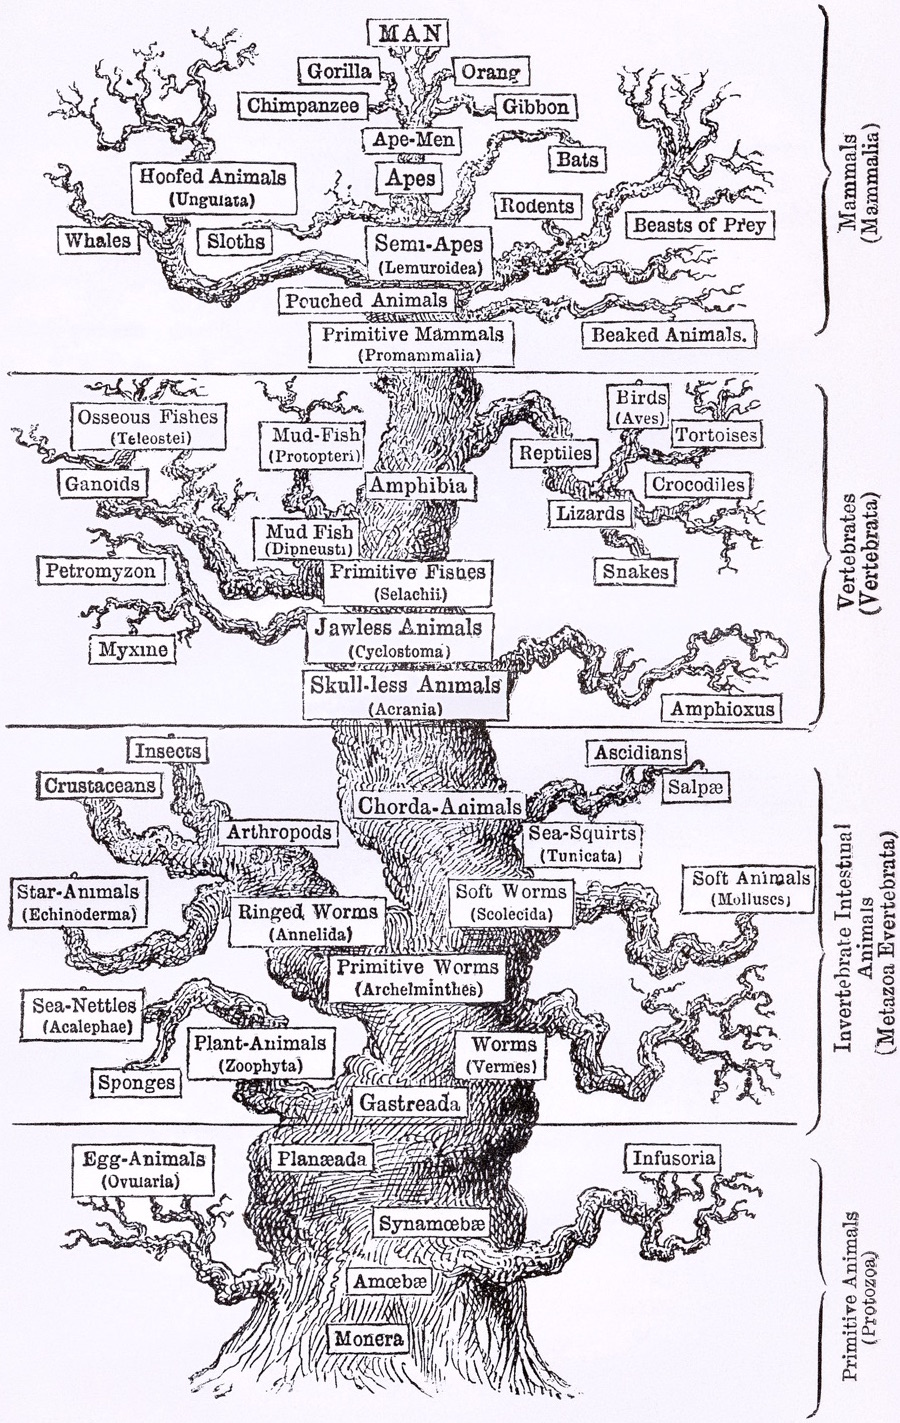 MAN
Gorilla
Orang
Chimpanzee
Gibbon
Ape-Men
Bats
Apes
Hoofed Animals
(Ungulata)
Rodents
Beasts of Prey
Whales
Sloths
Semi-Apes
(Lemuroidea)
Pouched Animals
Primitive Mammals
(Promammalia)
Beaked Animals.
Mammals
(Mammalia)
Osseous Fishes
(Teleostei)
Mud-Fish
(Protopteri)
Birds
(Aves)
Tortoises
Reptiles
Ganoids
Amphibia
Crocodiles
Lizards
Mud Fish
(Dipneusti)
Petromyzon
Primitive Fishes
(Selachii)
Snakes
Jawless Animals
(Cyclostoma)
Myxine
Skull-less Animals
(Acrania)
Amphioxus
Vertebrates
(Vertebrata)
Insects
Ascidians
Crustaceans
Salpæ
Chorda-Animals
Arthropods
Sea-Squirts
(Tunicata)
Star-Animals
(Echinoderma)
Ringed Worms
(Annelida)
Soft Worms
(Scolecida)
Soft Animals
(Molluscs)
Primitive Worms
(Archelminthes)
Sea-Nettles
(Acalephae)
Plant-Animals
(Zoophyta)
Worms
(Vermes)
Sponges
Gastreada
Invertebrate Intestinal
Animals
(Metazoa Evertebrata)
Egg-Animals
(Ovularia)
Planæada
Infusoria
Synamœbæ
Amœbæ
Monera
Primitive Animals
(Protozoa)